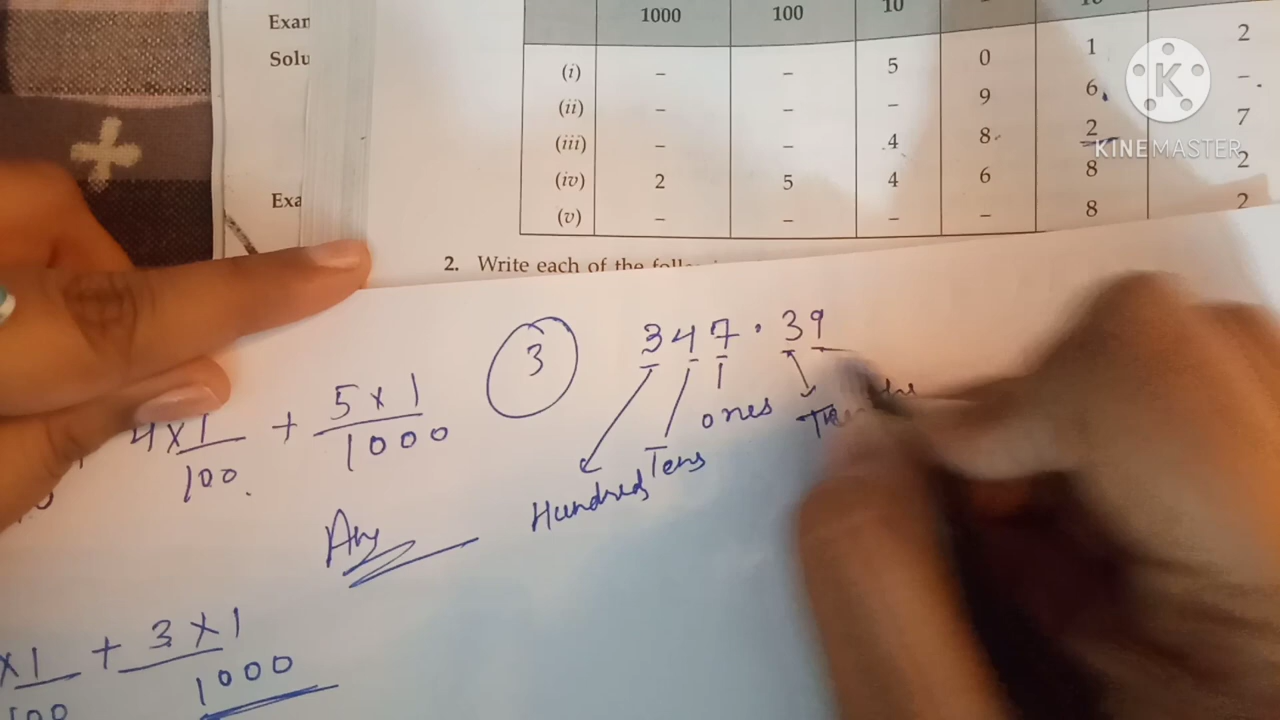 Exam
Solu
Exa
1000 100 10
(i) – – 5 0 1 2
(ii) – – – 9 6 –
(iii) – – 4 8 2 7
(iv) 2 5 4 6 8 2
(v) – – – – 8 2
KINEMASTER
2. Write each of the
3 347.39
4×1/100 + 5×1/1000
ones
Tens
Hundreds
Ans
×1 + 3×1/1000